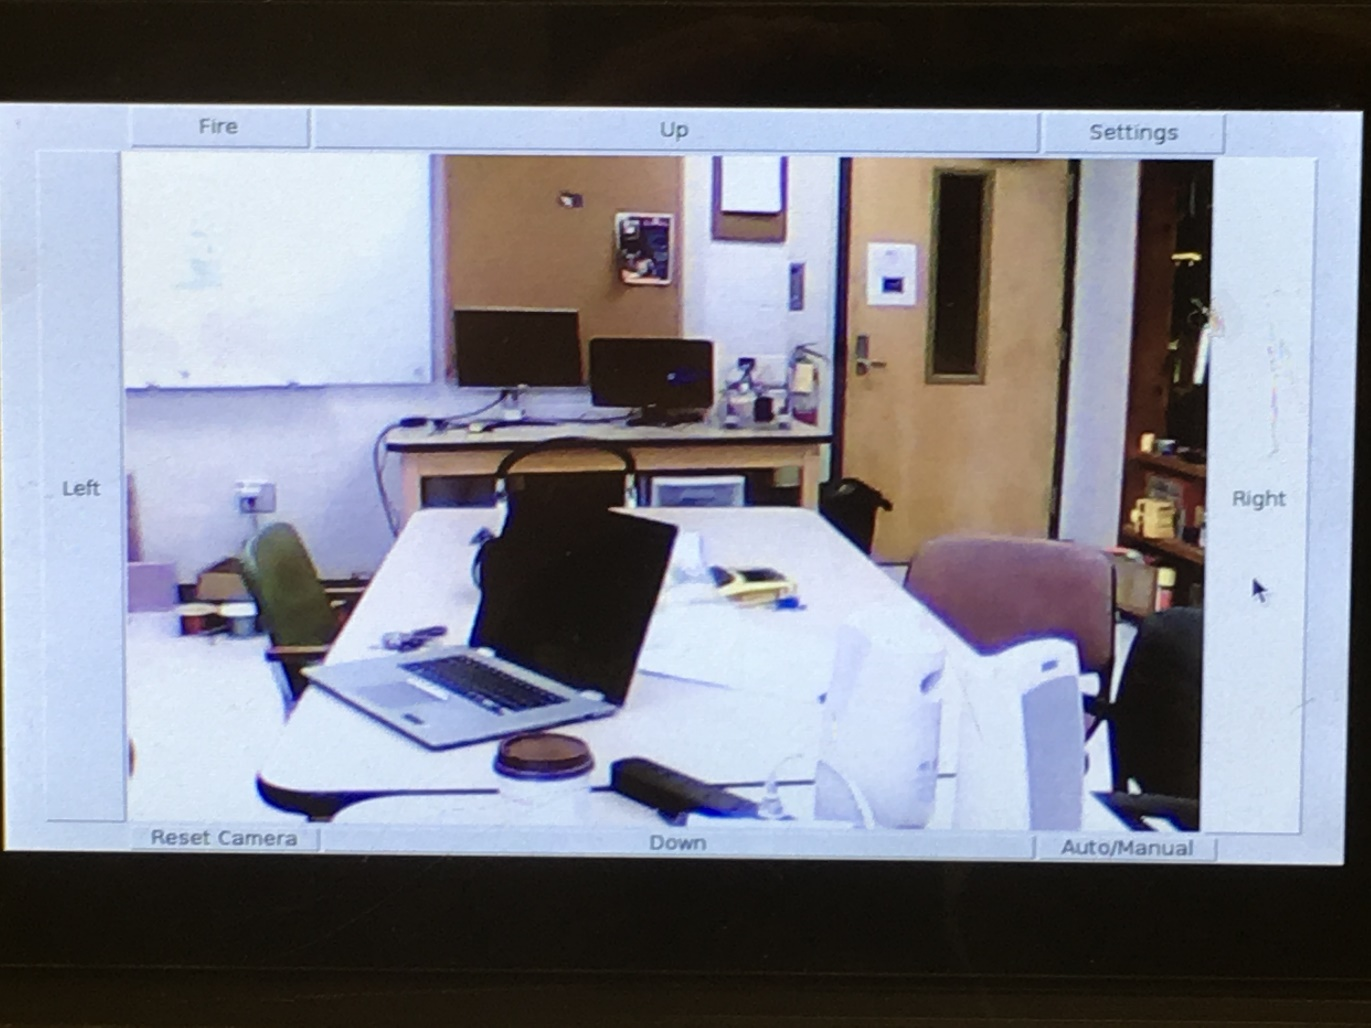 Fire
Up
Settings
Left
Right
Reset Camera
Down
Auto/Manual